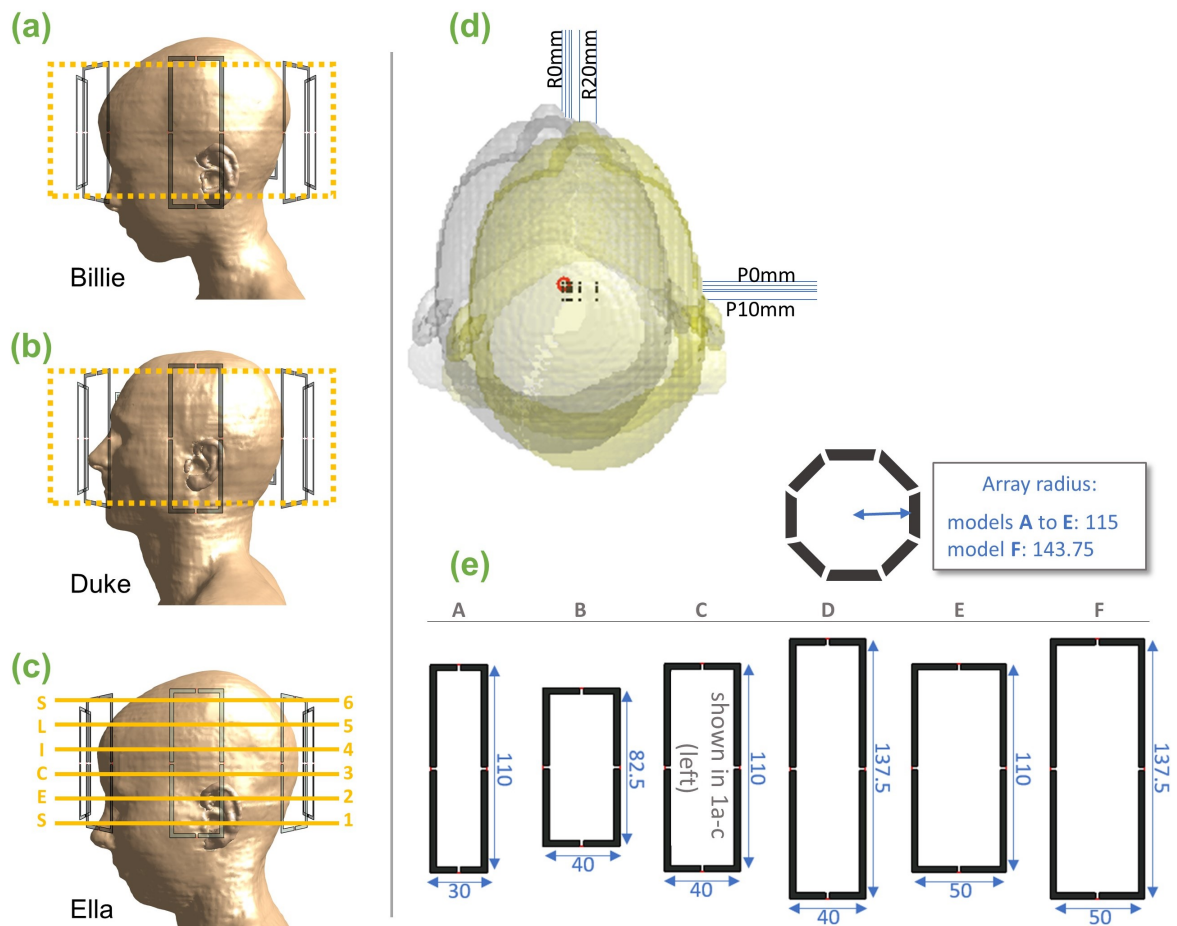 (a)
Billie
(b)
Duke
(c)
S 6
L 5
I 4
C 3
E 2
S 1
Ella
(d)
R0mm
R20mm
P0mm
P10mm
Array radius:
models A to E: 115
model F: 143.75
(e)
A B C D E F
110
30
82.5
40
shown in 1a-c
(left)
110
40
137.5
40
110
50
137.5
50